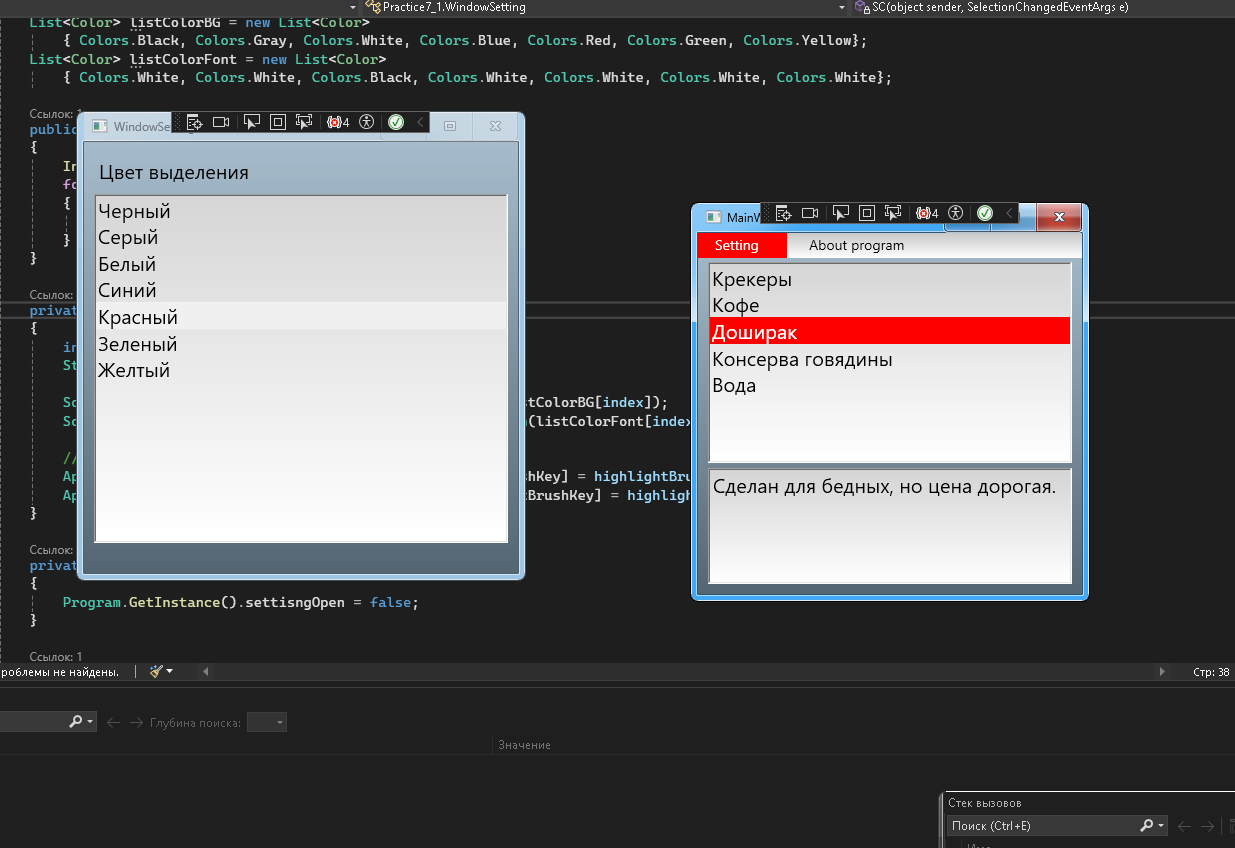 Practice7_1.WindowSetting
SC(object sender, SelectionChangedEventArgs e)
List<Color> listColorBG = new List<Color>
{ Colors.Black, Colors.Gray, Colors.White, Colors.Blue, Colors.Red, Colors.Green, Colors.Yellow};
List<Color> listColorFont = new List<Color>
{ Colors.White, Colors.White, Colors.Black, Colors.White, Colors.White, Colors.White, Colors.White};
Ссылок: 1
public
{
In
fo
{
}
}
Ссылок:
privat
{
in
St
So
tColorBG[index]);
So
(listColorFont[index
//
Ap
hKey] = highlightBru
Ap
BrushKey] = highligh
}
Ссылок:
privat
{
Program.GetInstance().settisngOpen = false;
}
Ссылок: 1
WindowSe
4
Цвет выделения
Черный
Серый
Белый
Синий
Красный
Зеленый
Желтый
MainW
4
Setting
About program
Крекеры
Кофе
Доширак
Консерва говядины
Вода
Сделан для бедных, но цена дорогая.
роблемы не найдены.
Стр: 38
Глубина поиска:
Значение
Стек вызовов
Поиск (Ctrl+E)